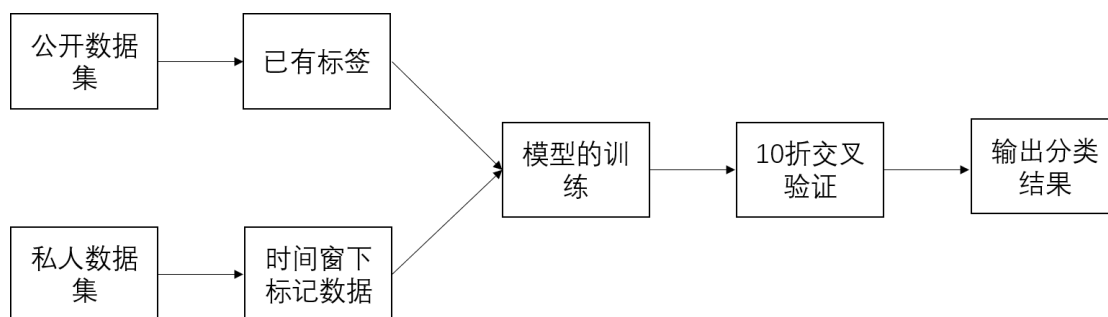 公开数据
集
已有标签
私人数据
集
时间窗下
标记数据
模型的训
练
10折交叉
验证
输出分类
结果